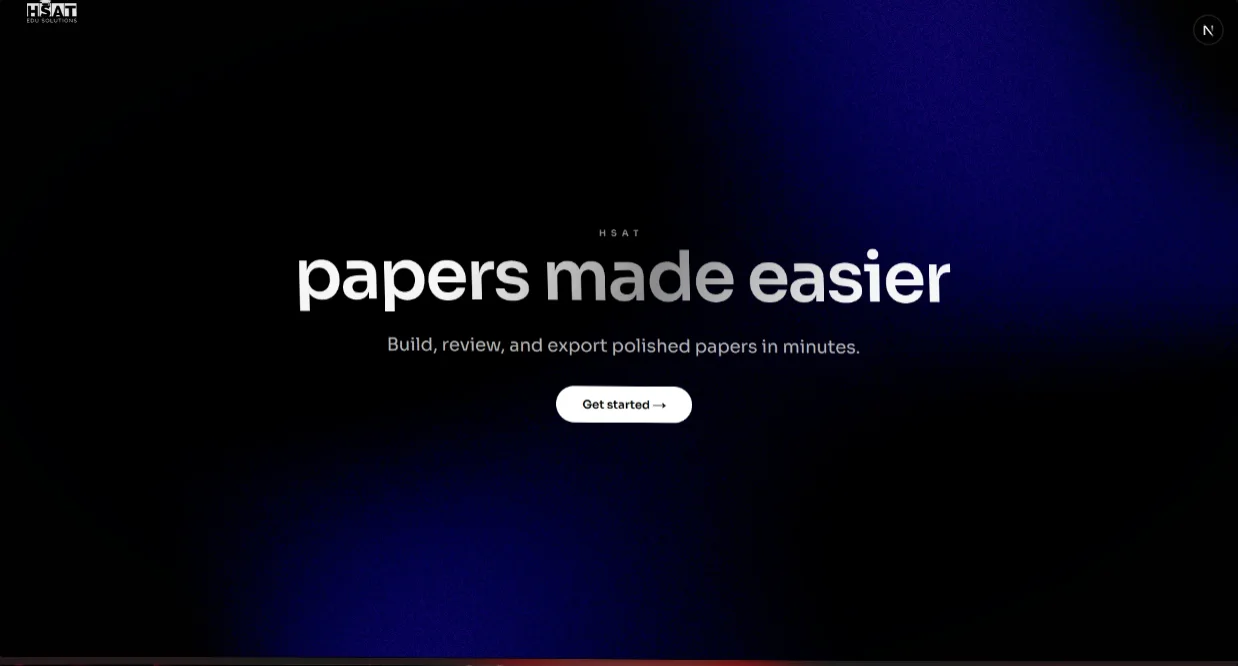 HSAT
EDU SOLUTIONS
N
HSAT
papers made easier
Build, review, and export polished papers in minutes.
Get started →